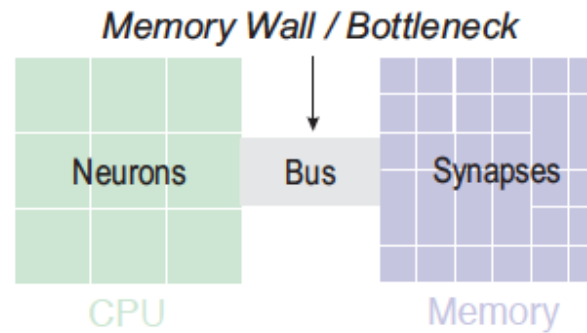 Memory Wall / Bottleneck
Neurons
Bus
Synapses
CPU
Memory